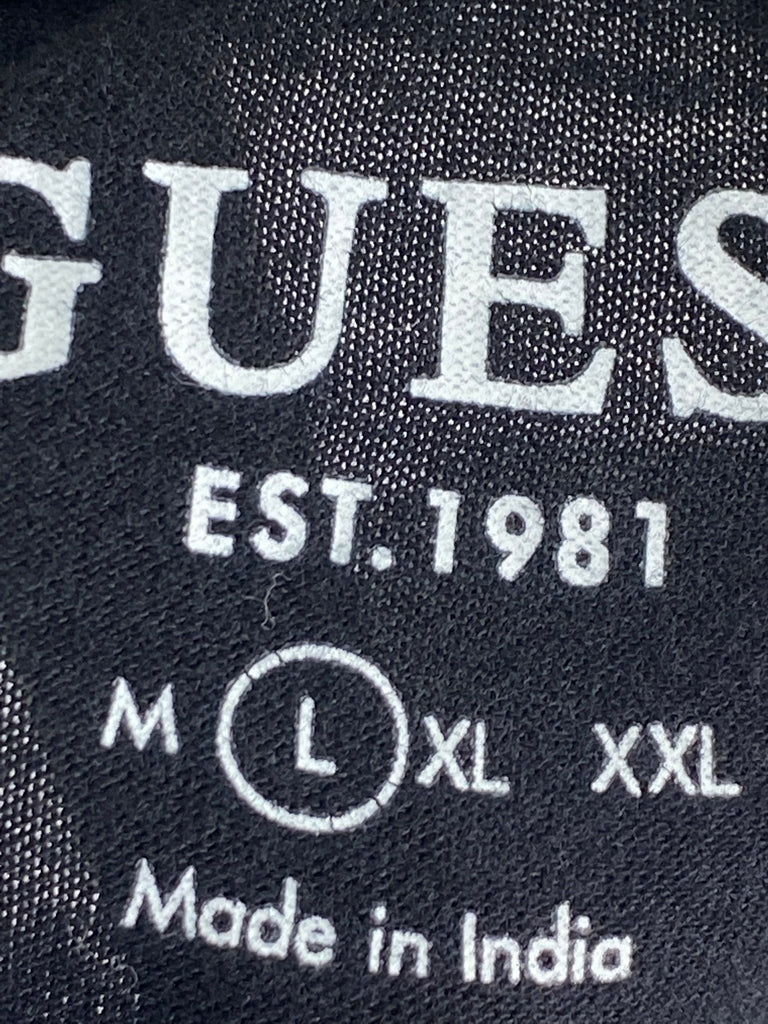 GUES
EST. 1981
M L XL XXL
Made in India